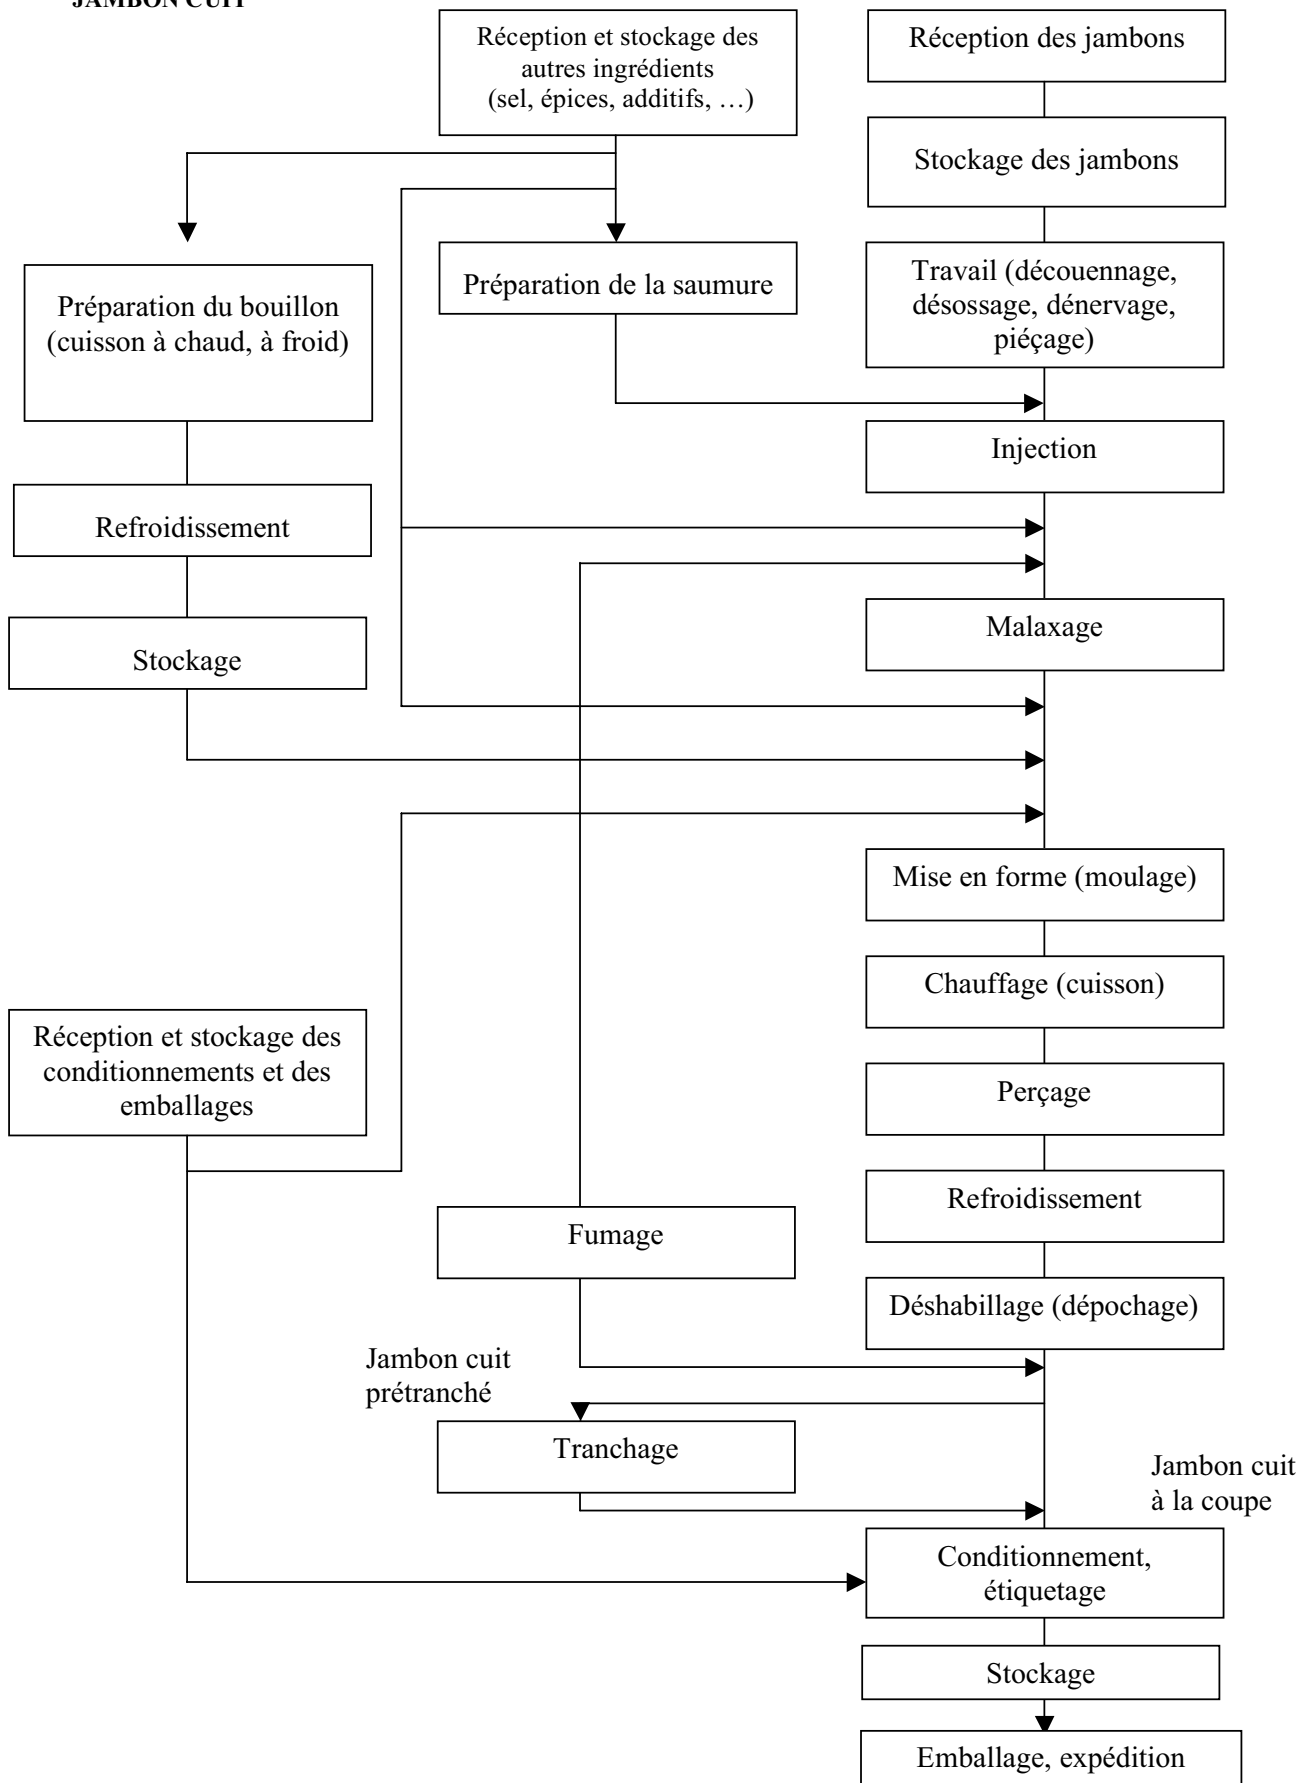 JAMBON CUIT
Réception et stockage des
autres ingrédients
(sel, épices, additifs, …)
Réception des jambons
Stockage des jambons
Préparation du bouillon
(cuisson à chaud, à froid)
Préparation de la saumure
Travail (découennage,
désossage, dénervage,
piéçage)
Injection
Refroidissement
Malaxage
Stockage
Mise en forme (moulage)
Chauffage (cuisson)
Réception et stockage des
conditionnements et des
emballages
Perçage
Refroidissement
Fumage
Déshabillage (dépochage)
Jambon cuit
prétranché
Tranchage
Jambon cuit
à la coupe
Conditionnement,
étiquetage
Stockage
Emballage, expédition